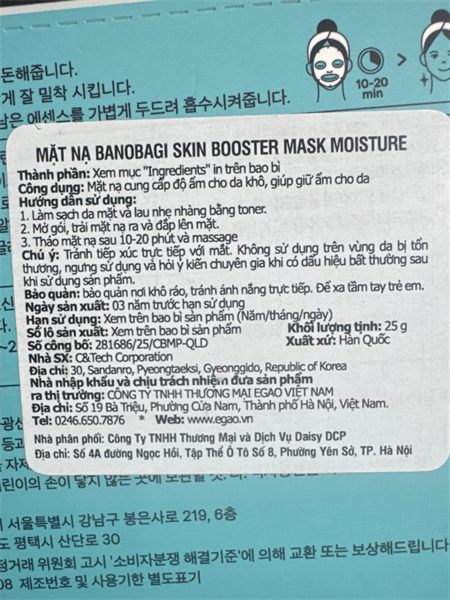 돈해줍니다.
게 잘 밀착 시킵니다.
남은 에센스를 가볍게 두드려 흡수시켜줍니다.
10-20
min
>
MẶT NẠ BANOBAGI SKIN BOOSTER MASK MOISTURE
Thành phần: Xem mục "Ingredients" in trên bao bì
Công dụng: Mặt nạ cung cấp độ ẩm cho da khô, giúp giữ ẩm cho da
Hướng dẫn sử dụng:
1. Làm sạch da mặt và lau nhẹ nhàng bằng toner.
2. Mở gói, trải mặt nạ ra và đắp lên mặt.
3. Tháo mặt nạ sau 10-20 phút và massage
Chú ý: Tránh tiếp xúc trực tiếp với mắt. Không sử dụng trên vùng da bị tổn
thương, ngưng sử dụng và hỏi ý kiến chuyên gia khi có dấu hiệu bất thường sau
khi sử dụng sản phẩm.
Bảo quản: bảo quản nơi khô ráo, tránh ánh nắng trực tiếp. Để xa tầm tay trẻ em.
Ngày sản xuất: 03 năm trước hạn sử dụng
Hạn sử dụng: Xem trên bao bì sản phẩm (Năm/tháng/ngày)
Số lô sản xuất: Xem trên bao bì sản phẩm Khối lượng tịnh: 25 g
Số công bố: 281686/25/CBMP-QLD Xuất xứ: Hàn Quốc
Nhà SX: C&Tech Corporation
Địa chỉ: 30, Sandanro, Pyeongtaeksi, Gyeonggido, Republic of Korea
Nhà nhập khẩu và chịu trách nhiệm đưa sản phẩm
ra thị trường: CÔNG TY TNHH THƯƠNG MẠI EGAO VIỆT NAM
Địa chỉ: Số 19 Bà Triệu, Phường Cửa Nam, Thành phố Hà Nội, Việt Nam.
Tel: 0246.650.7876 * Web: www.egao.vn
Nhà phân phối: Công Ty TNHH Thương Mại và Dịch Vụ Daisy DCP
Địa chỉ: Số 4A đường Ngọc Hồi, Tập Thể Ô Tô Số 8, Phường Yên Sở, TP. Hà Nội
서울특별시 강남구 봉은사로 219, 6층
도 평택시 산단로 30
점거래 위원회 고시 '소비자분쟁 해결기준'에 의해 교환 또는 보상해드립니다
08 제조번호 및 사용기한 별도표기